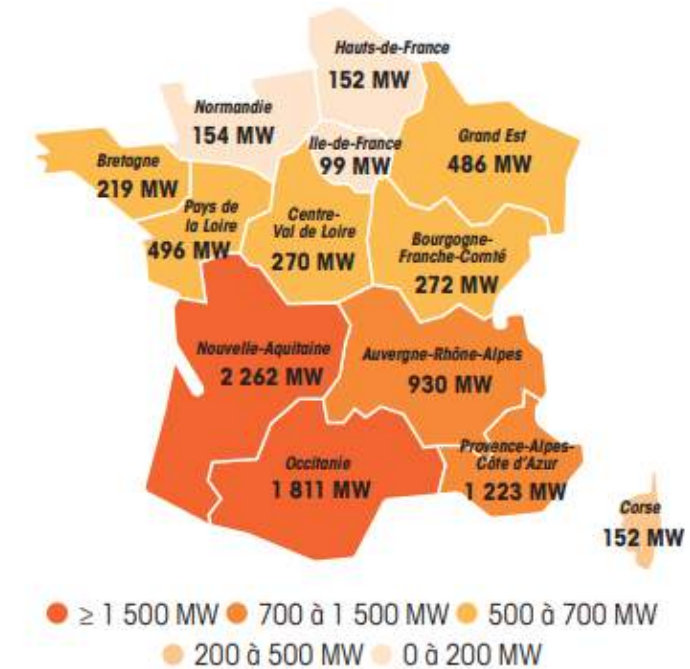 Hauts-de-France
152 MW
Normandie
154 MW
Ile-de-France
99 MW
Grand Est
486 MW
Bretagne
219 MW
Pays de
la Loire
496 MW
Centre-
Val de Loire
270 MW
Bourgogne-
Franche-Comté
272 MW
Nouvelle-Aquitaine
2 262 MW
Auvergne-Rhône-Alpes
930 MW
Occitanie
1 811 MW
Provence-Alpes-
Côte d'Azur
1 223 MW
Corse
152 MW
≥ 1 500 MW 700 à 1 500 MW 500 à 700 MW
200 à 500 MW 0 à 200 MW